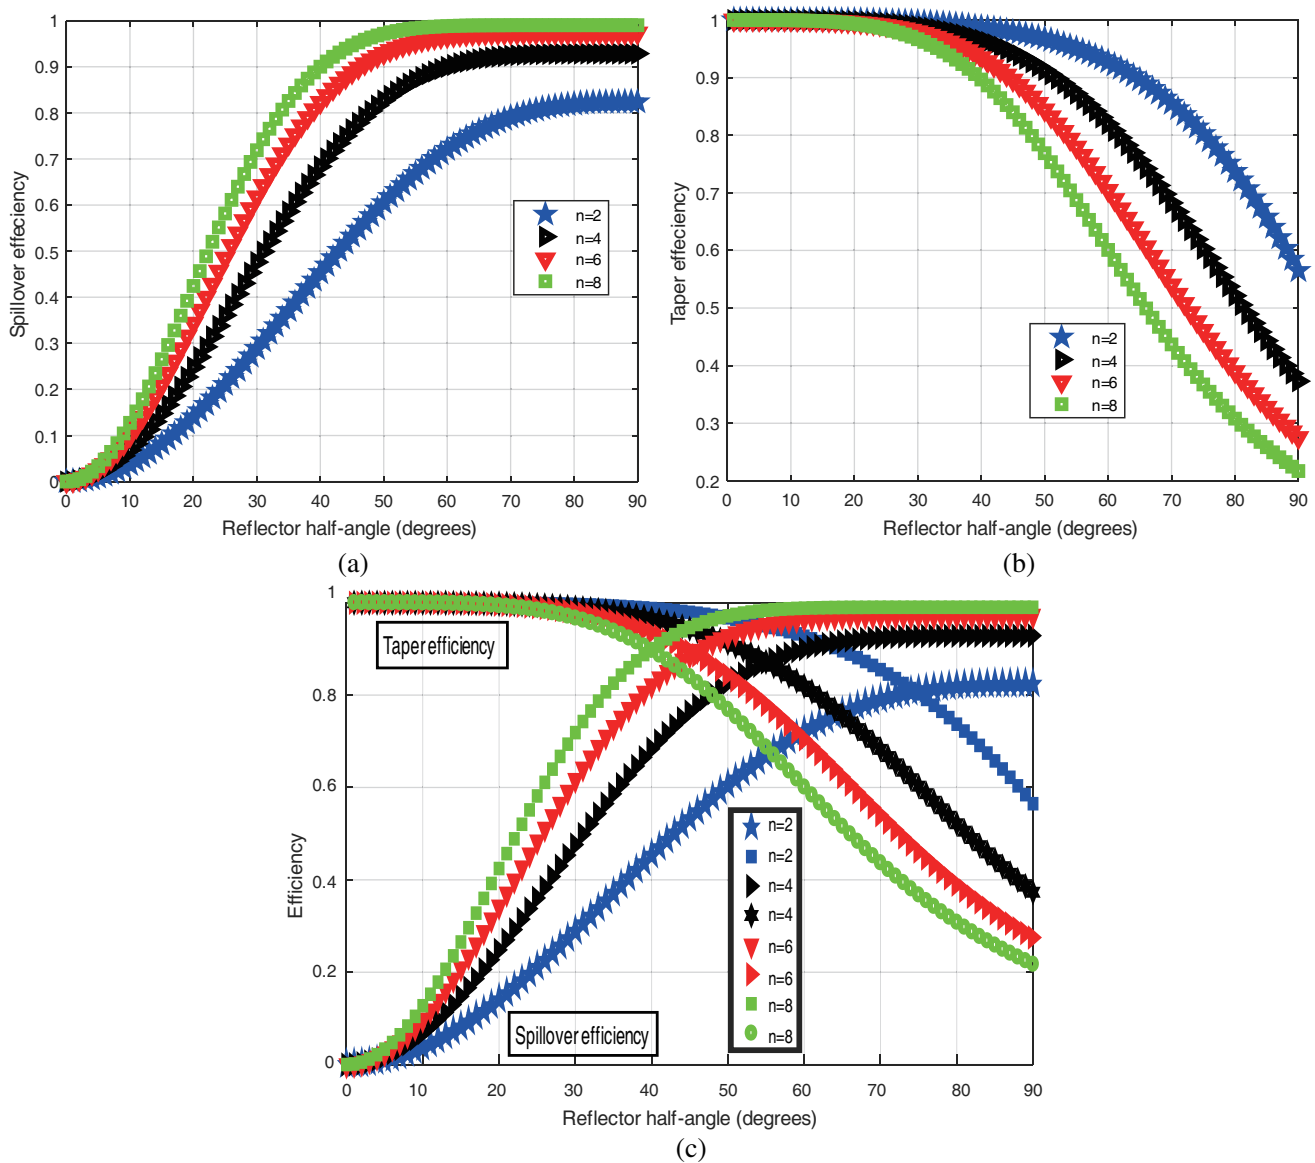 1
0.9
0.8
0.7
0.6
0.5
0.4
0.3
0.2
0.1
0
Spillover effeciency
n=2
n=4
n=6
n=8
0 10 20 30 40 50 60 70 80 90
Reflector half-angle (degrees)
(a)
1
0.9
0.8
0.7
0.6
0.5
0.4
0.3
0.2
Taper effeciency
n=2
n=4
n=6
n=8
0 10 20 30 40 50 60 70 80 90
Reflector half-angle (degrees)
(b)
1
0.8
0.6
0.4
0.2
0
Efficiency
Taper efficiency
n=2
n=2
n=4
n=4
n=6
n=6
n=8
n=8
Spillover efficiency
0 10 20 30 40 50 60 70 80 90
Reflector half-angle (degrees)
(c)